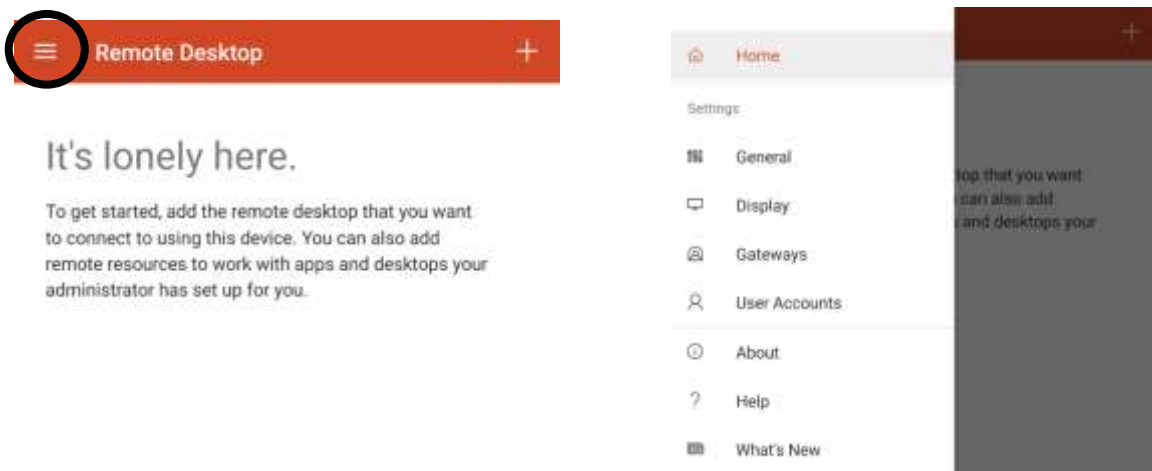 Remote Desktop
It's lonely here.
To get started, add the remote desktop that you want
to connect to using this device. You can also add
remote resources to work with apps and desktops your
administrator has set up for you.
Home
Settings
General
Display
Gateways
User Accounts
About
Help
What's New
top that you want
can also add
and desktops your